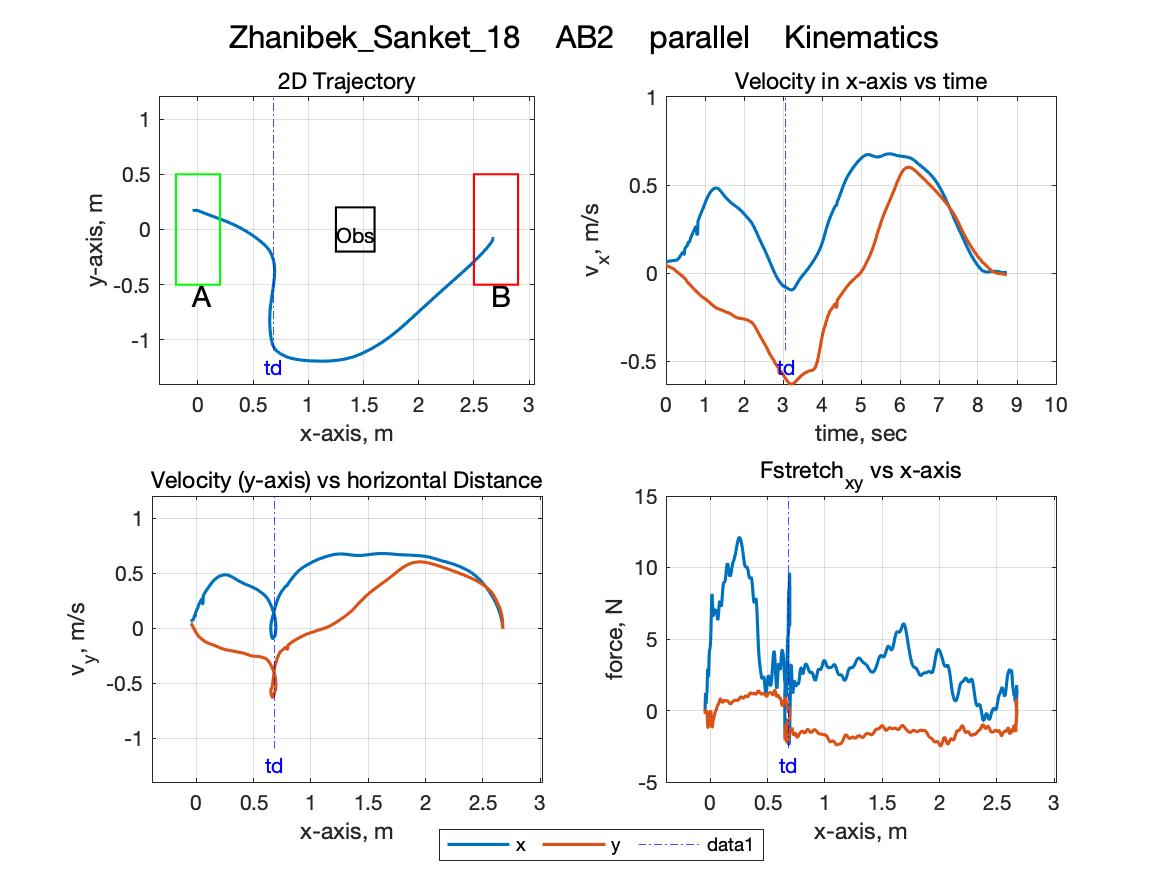 Zhanibek_Sanket_18 AB2 parallel Kinematics
2D Trajectory
1
0.5
0
-0.5
-1
y-axis, m
A
Obs
B
td
0 0.5 1 1.5 2 2.5 3
x-axis, m
Velocity in x-axis vs time
1
0.5
0
-0.5
vx, m/s
td
0 1 2 3 4 5 6 7 8 9 10
time, sec
Velocity (y-axis) vs horizontal Distance
1
0.5
0
-0.5
-1
vy, m/s
td
0 0.5 1 1.5 2 2.5 3
x-axis, m
Fstretchxy vs x-axis
15
10
5
0
-5
force, N
td
0 0.5 1 1.5 2 2.5 3
x-axis, m
x y data1